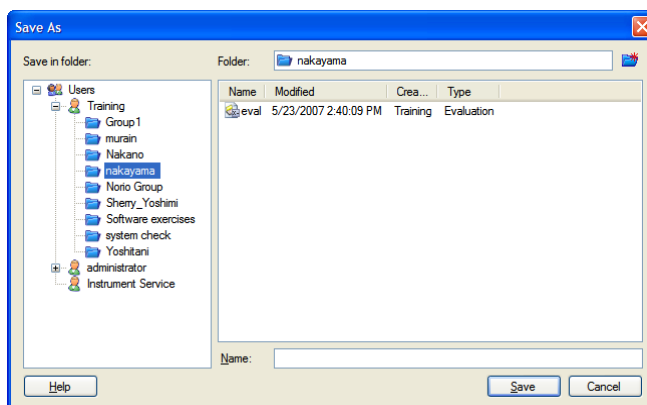 Save As
Save in folder:
Folder:
nakayama
Users
Training
Group1
murain
Nakano
nakayama
Norio Group
Sherry_Yoshimi
Software exercises
system check
Yoshitani
administrator
Instrument Service
Name Modified Crea... Type
eval 5/23/2007 2:40:09 PM Training Evaluation
Name:
Help
Save
Cancel